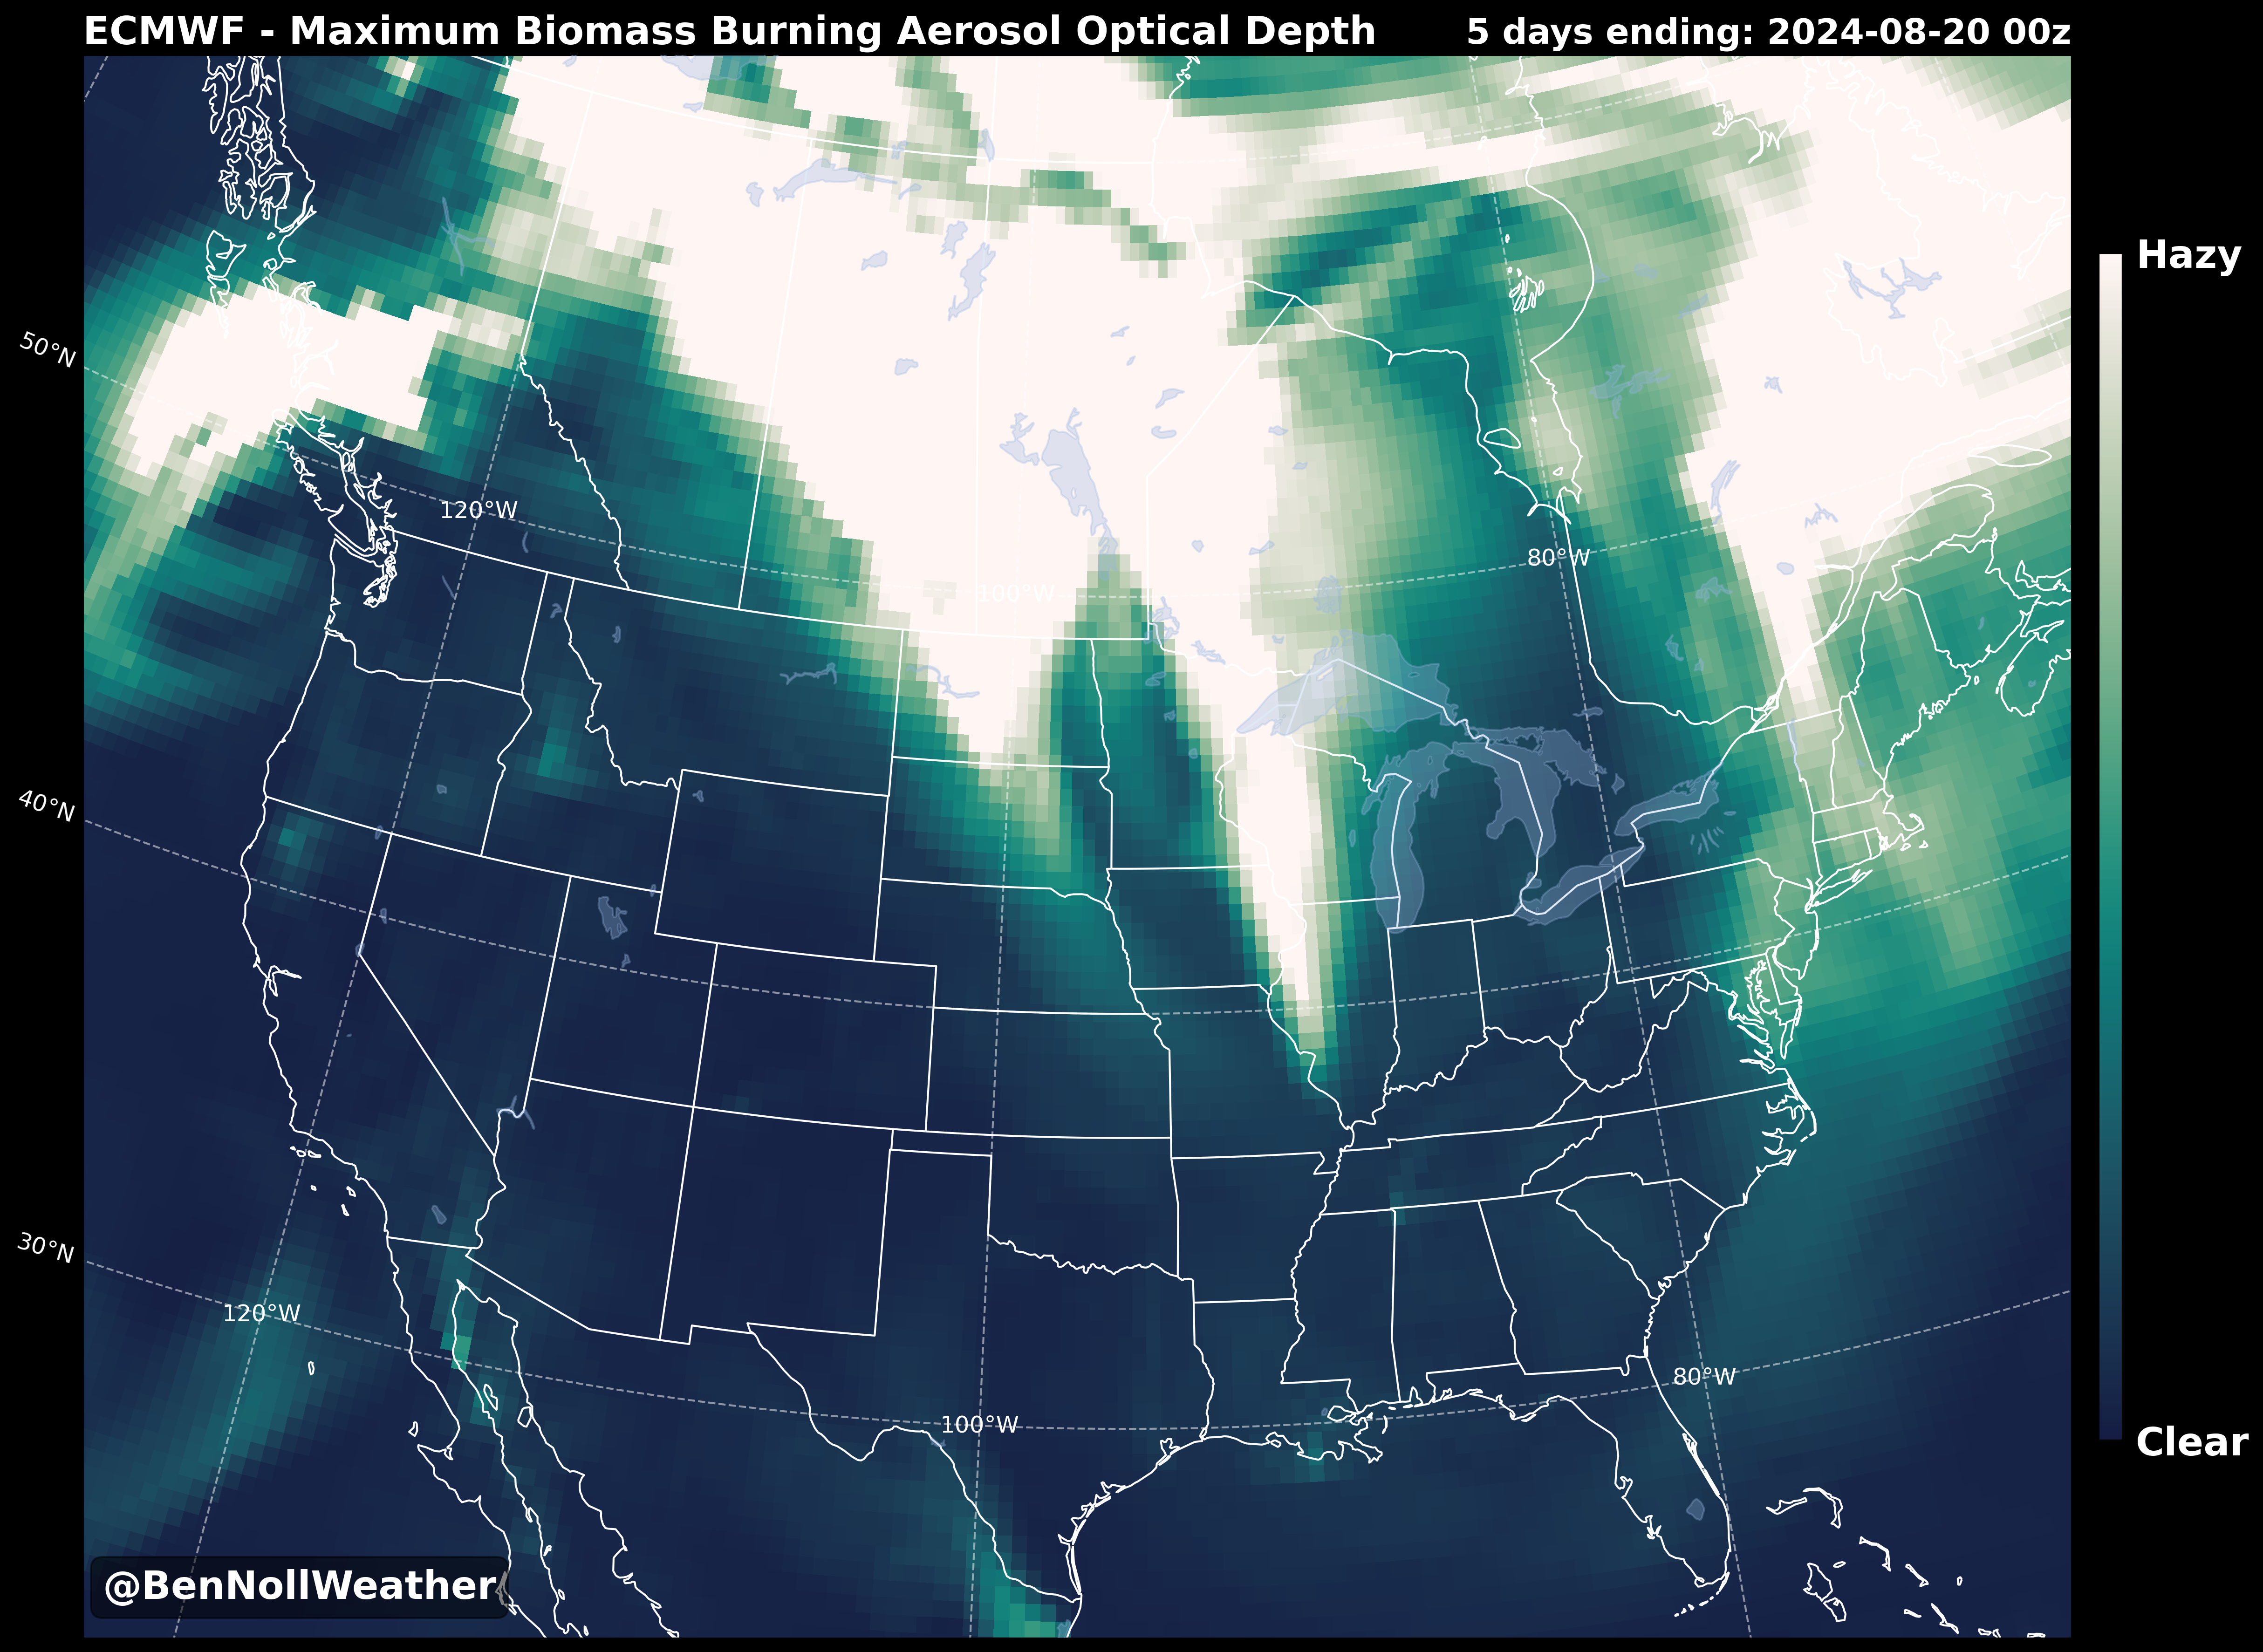 ECMWF - Maximum Biomass Burning Aerosol Optical Depth
5 days ending: 2024-08-20 00z
Hazy
50°N
120°W
80°W
100°W
40°N
30°N
120°W
80°W
100°W
Clear
@BenNollWeather